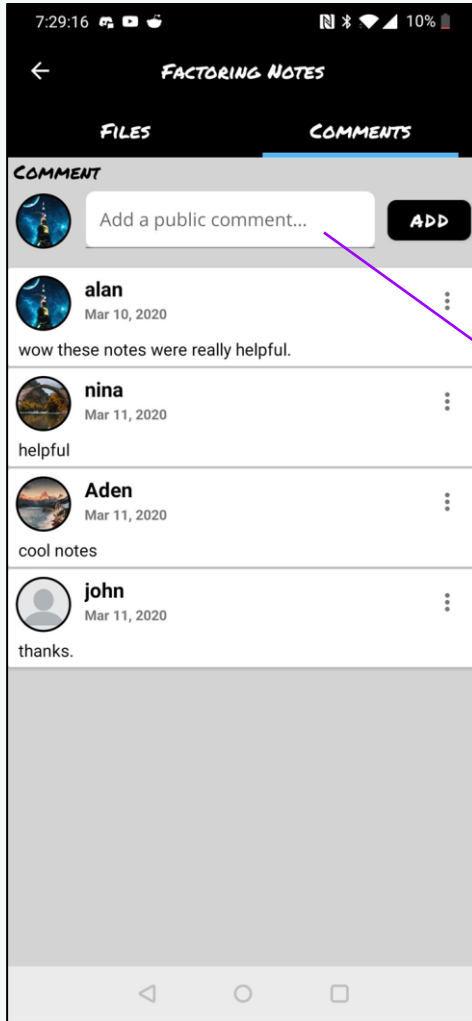 7:29:16 10%
Factoring Notes
Files Comments
Comment
Add a public comment... ADD
alan
Mar 10, 2020
wow these notes were really helpful.
nina
Mar 11, 2020
helpful
Aden
Mar 11, 2020
cool notes
john
Mar 11, 2020
thanks.